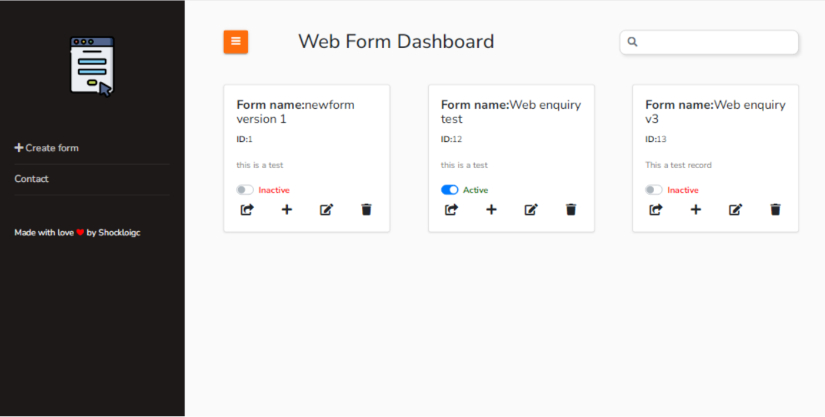 Web Form Dashboard
Create form
Contact
Made with love by Shockloigc
Form name:newform
version 1
ID:1
this is a test
Inactive
Form name:Web enquiry
test
ID:12
this is a test
Active
Form name:Web enquiry
v3
ID:13
This a test record
Inactive